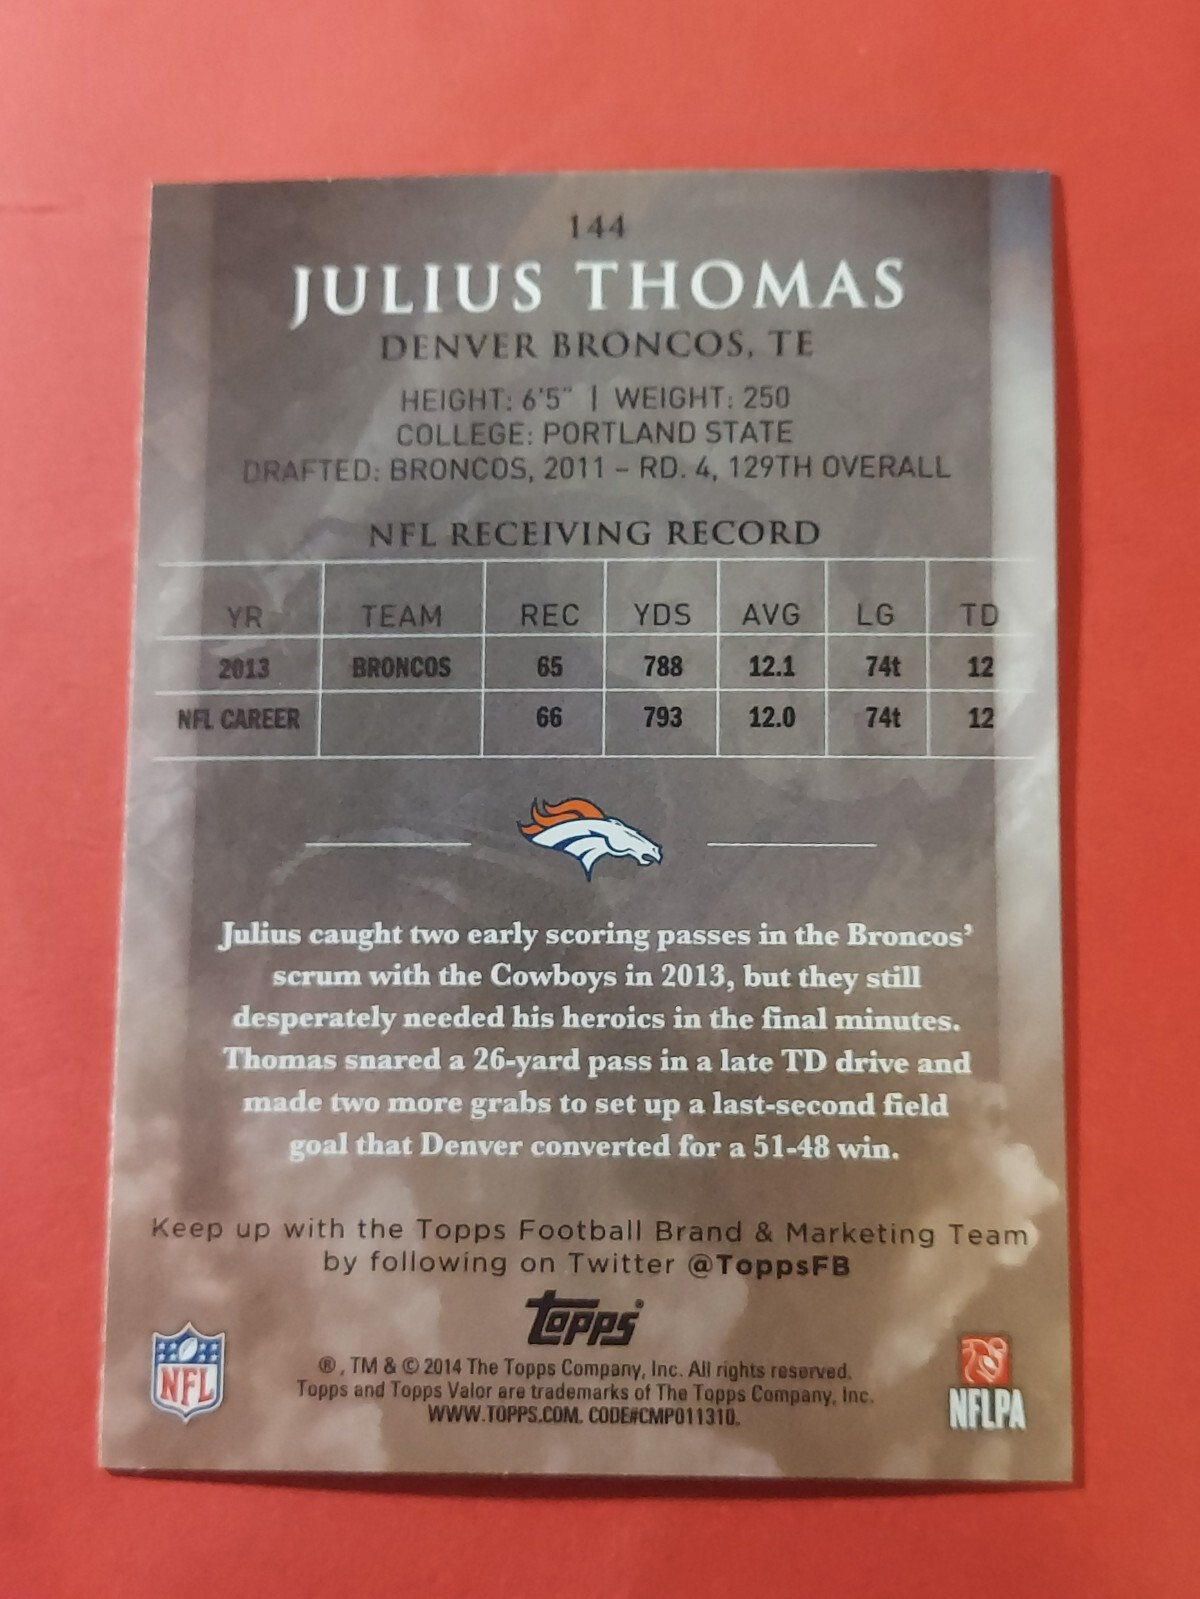 144
JULIUS THOMAS
DENVER BRONCOS, TE
HEIGHT: 6'5" | WEIGHT: 250
COLLEGE: PORTLAND STATE
DRAFTED: BRONCOS, 2011 – RD. 4, 129TH OVERALL
NFL RECEIVING RECORD
YR TEAM REC YDS AVG LG TD
2013 BRONCOS 65 788 12.1 74t 12
NFL CAREER 66 793 12.0 74t 12
Julius caught two early scoring passes in the Broncos’
scrum with the Cowboys in 2013, but they still
desperately needed his heroics in the final minutes.
Thomas snared a 26-yard pass in a late TD drive and
made two more grabs to set up a last-second field
goal that Denver converted for a 51-48 win.
Keep up with the Topps Football Brand & Marketing Team
by following on Twitter @ToppsFB
Topps®
®, TM & © 2014 The Topps Company, Inc. All rights reserved.
Topps and Topps Valor are trademarks of The Topps Company, Inc.
WWW.TOPPS.COM. CODE#CMP011310.
NFL
NFLPA